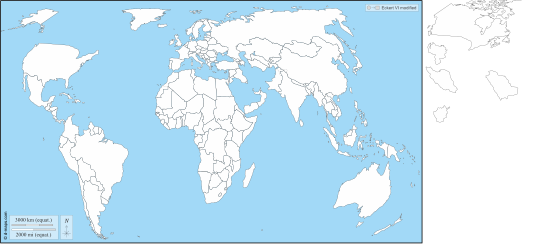 Eckert VI modified
3000 km (equat.)
2000 mi (equat.)
N
© d-maps.com